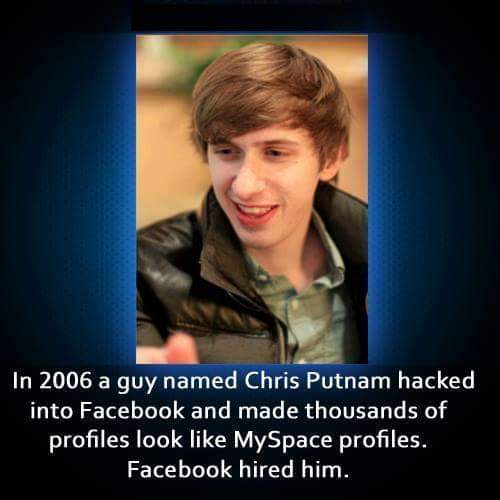 In 2006 a guy named Chris Putnam hacked
into Facebook and made thousands of
profiles look like MySpace profiles.
Facebook hired him.